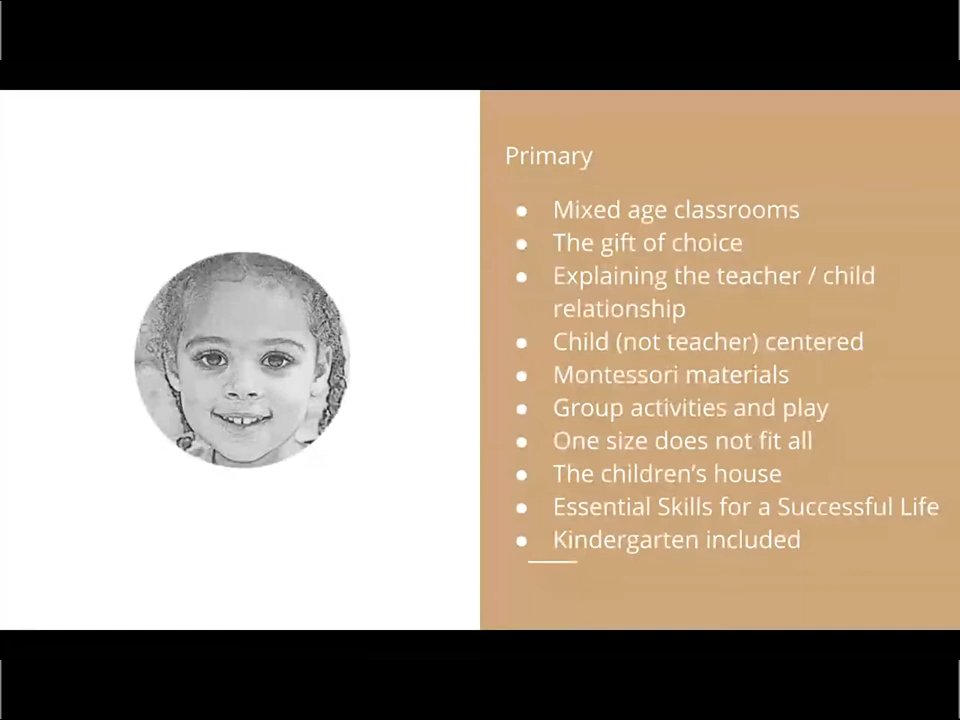 Primary
● Mixed age classrooms
● The gift of choice
● Explaining the teacher / child
relationship
● Child (not teacher) centered
● Montessori materials
● Group activities and play
● One size does not fit all
● The children’s house
● Essential Skills for a Successful Life
● Kindergarten included